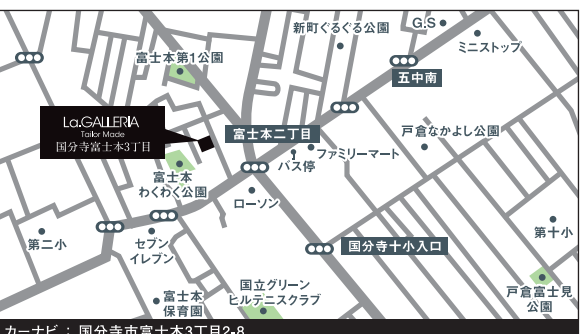 新町ぐるぐる公園
G.S
ミニストップ
富士本第1公園
五中南
La.GALLERIA
Tailor Made
国分寺富士本3丁目
富士本二丁目
戸倉なかよし公園
ファミリーマート
バス停
富士本
わくわく公園
ローソン
第二小
セブン
イレブン
国分寺十小入口
第十小
富士本
保育園
国立グリーン
ヒルテニスクラブ
戸倉富士見
公園
カーナビ : 国分寺市富士本3丁目2-8